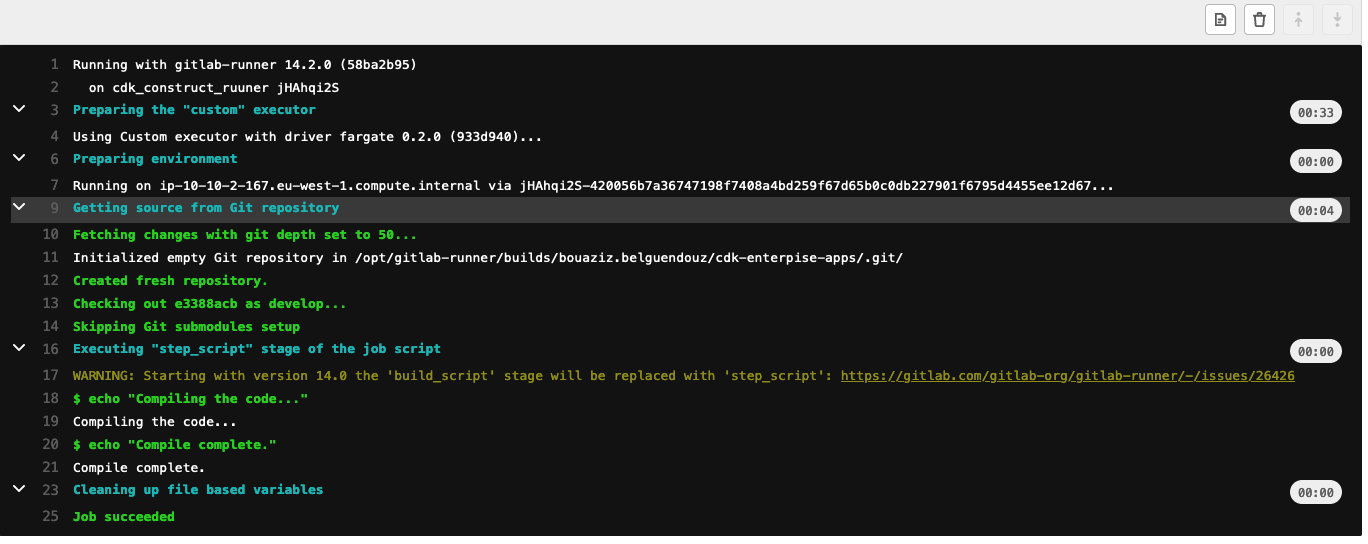 1 Running with gitlab-runner 14.2.0 (58ba2b95)
2 on cdk_construct_ruuner jHAhqi2S
3 Preparing the "custom" executor 00:33
4 Using Custom executor with driver fargate 0.2.0 (933d940)...
6 Preparing environment 00:00
7 Running on ip-10-10-2-167.eu-west-1.compute.internal via jHAhqi2S-420056b7a36747198f7408a4bd259f67d65b0c0db227901f6795d4455ee12d67...
9 Getting source from Git repository 00:04
10 Fetching changes with git depth set to 50...
11 Initialized empty Git repository in /opt/gitlab-runner/builds/bouaziz.belguendouz/cdk-enterpise-apps/.git/
12 Created fresh repository.
13 Checking out e3388acb as develop...
14 Skipping Git submodules setup
16 Executing "step_script" stage of the job script 00:00
17 WARNING: Starting with version 14.0 the 'build_script' stage will be replaced with 'step_script': https://gitlab.com/gitlab-org/gitlab-runner/-/issues/26426
18 $ echo "Compiling the code..."
19 Compiling the code...
20 $ echo "Compile complete."
21 Compile complete.
23 Cleaning up file based variables 00:00
25 Job succeeded